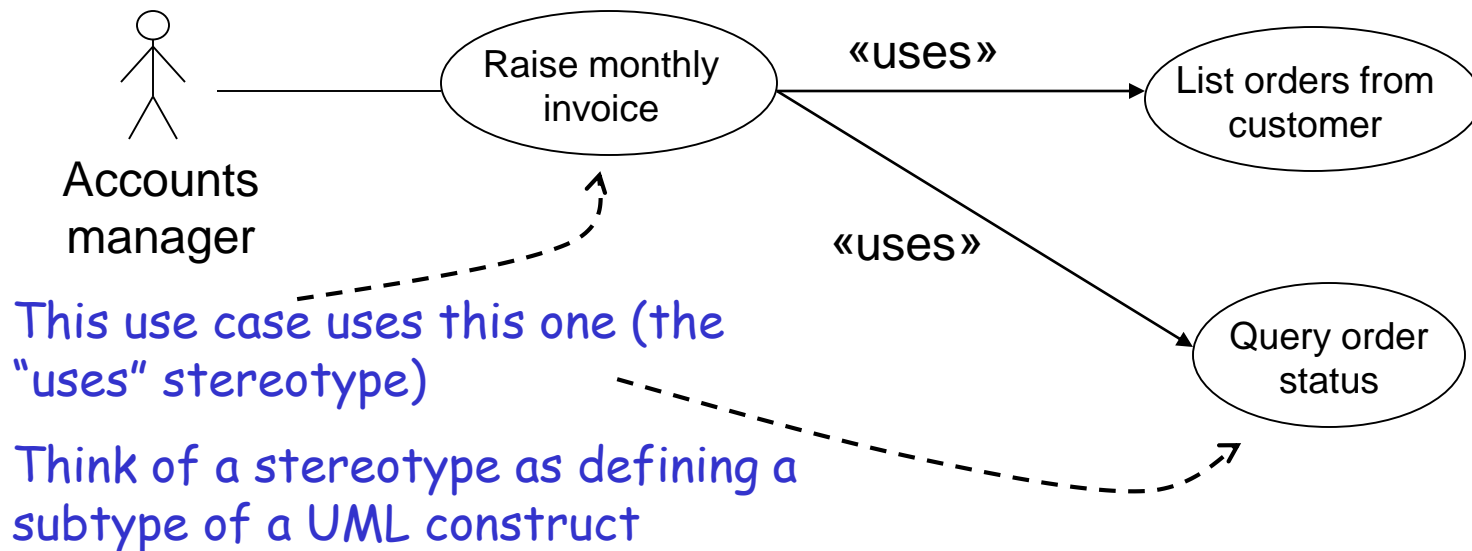 Raise monthly
invoice
«uses»
List orders from
customer
Accounts
manager
«uses»
Query order
status
This use case uses this one (the
“uses” stereotype)
Think of a stereotype as defining a
subtype of a UML construct